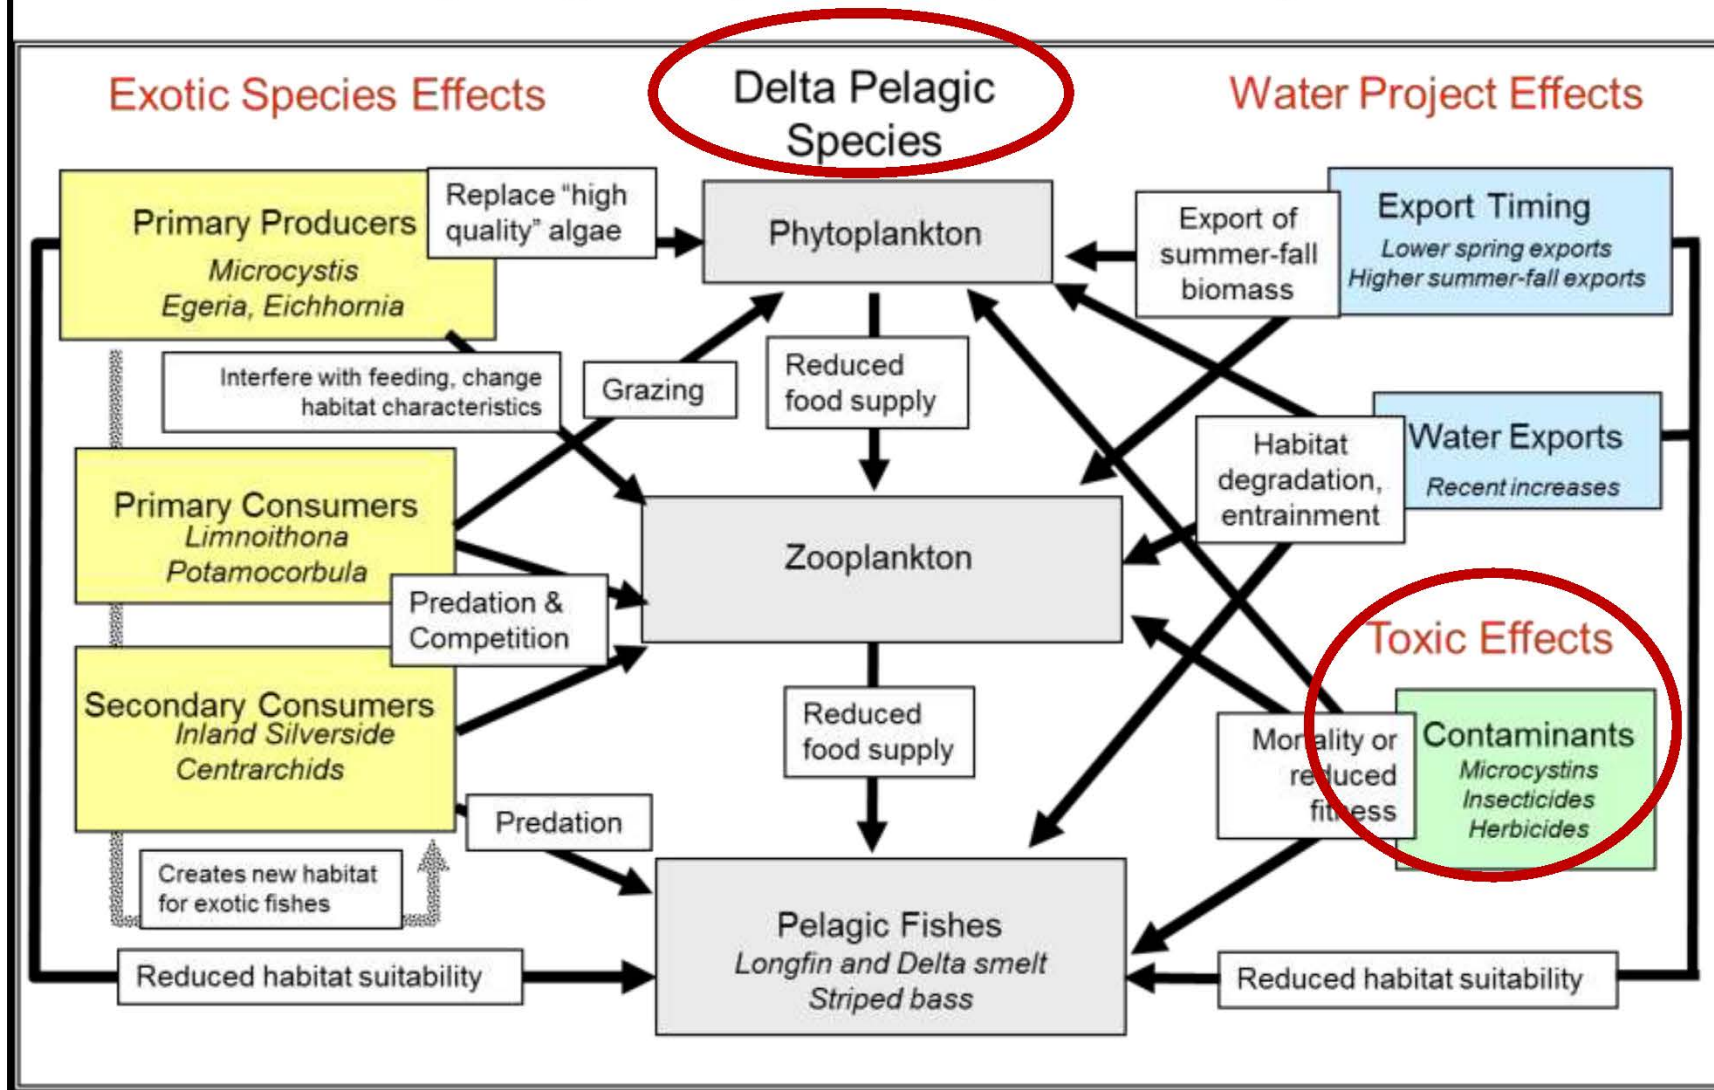 Exotic Species Effects
Delta Pelagic
Species
Water Project Effects
Primary Producers
Microcystis
Egeria, Eichhornia
Replace “high
quality” algae
Phytoplankton
Export of
summer-fall
biomass
Export Timing
Lower spring exports
Higher summer-fall exports
Interfere with feeding, change
habitat characteristics
Grazing
Reduced
food supply
Habitat
degradation,
entrainment
Water Exports
Recent increases
Primary Consumers
Limnoithona
Potamocorbula
Zooplankton
Predation &
Competition
Toxic Effects
Secondary Consumers
Inland Silverside
Centrarchids
Reduced
food supply
Mortality or
reduced
fitness
Contaminants
Microcystins
Insecticides
Herbicides
Predation
Creates new habitat
for exotic fishes
Pelagic Fishes
Longfin and Delta smelt
Striped bass
Reduced habitat suitability
Reduced habitat suitability